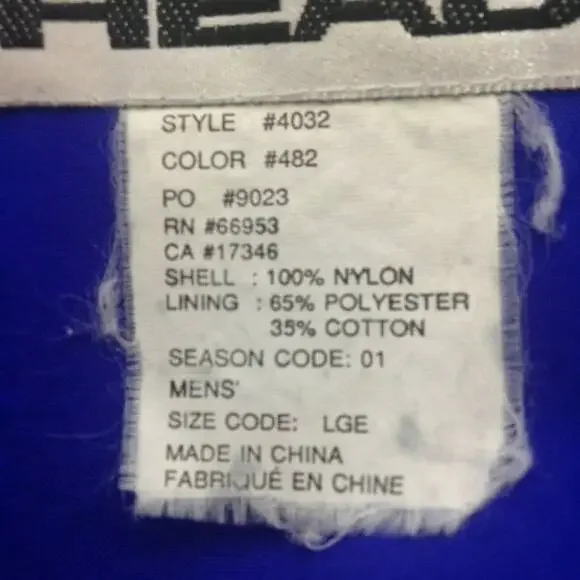 HEAD
STYLE #4032
COLOR #482
PO #9023
RN #66953
CA #17346
SHELL : 100% NYLON
LINING : 65% POLYESTER
35% COTTON
SEASON CODE: 01
MENS'
SIZE CODE: LGE
MADE IN CHINA
FABRIQUÉ EN CHINE